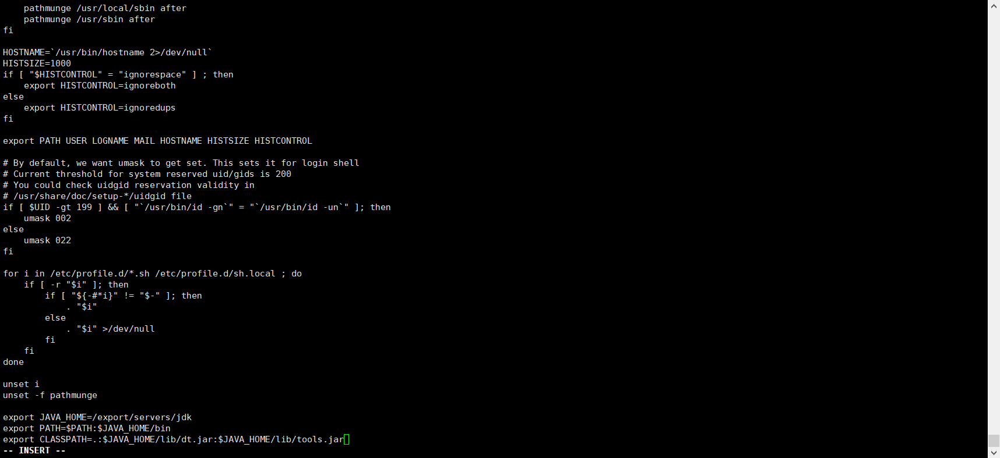 pathmunge /usr/local/sbin after
    pathmunge /usr/sbin after
fi

HOSTNAME=`/usr/bin/hostname 2>/dev/null`
HISTSIZE=1000
if [ "$HISTCONTROL" = "ignorespace" ] ; then
    export HISTCONTROL=ignoreboth
else
    export HISTCONTROL=ignoredups
fi

export PATH USER LOGNAME MAIL HOSTNAME HISTSIZE HISTCONTROL

# By default, we want umask to get set. This sets it for login shell
# Current threshold for system reserved uid/gids is 200
# You could check uidgid reservation validity in
# /usr/share/doc/setup-*/uidgid file
if [ $UID -gt 199 ] && [ "`/usr/bin/id -gn`" = "`/usr/bin/id -un`" ]; then
    umask 002
else
    umask 022
fi

for i in /etc/profile.d/*.sh /etc/profile.d/sh.local ; do
    if [ -r "$i" ]; then
        if [ "${-#*i}" != "$-" ]; then
            . "$i"
        else
            . "$i" >/dev/null
        fi
    fi
done

unset i
unset -f pathmunge

export JAVA_HOME=/export/servers/jdk
export PATH=$PATH:$JAVA_HOME/bin
export CLASSPATH=.:$JAVA_HOME/lib/dt.jar:$JAVA_HOME/lib/tools.jar
-- INSERT --